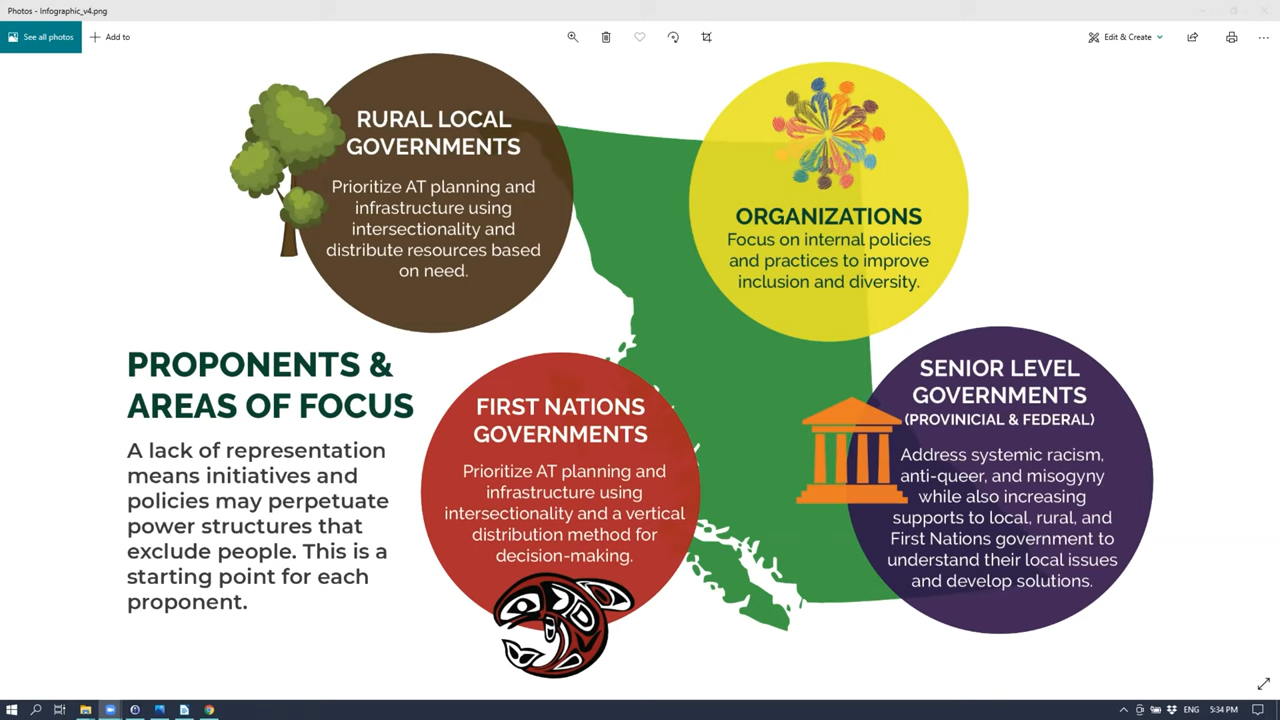 Photos - Infographic_v4.png
See all photos
Add to
Edit & Create
RURAL LOCAL
GOVERNMENTS
Prioritize AT planning and
infrastructure using
intersectionality and
distribute resources based
on need.
ORGANIZATIONS
Focus on internal policies
and practices to improve
inclusion and diversity.
PROPONENTS &
AREAS OF FOCUS
A lack of representation
means initiatives and
policies may perpetuate
power structures that
exclude people. This is a
starting point for each
proponent.
FIRST NATIONS
GOVERNMENTS
Prioritize AT planning and
infrastructure using
intersectionality and a vertical
distribution method for
decision-making.
SENIOR LEVEL
GOVERNMENTS
(PROVINICIAL & FEDERAL)
Address systemic racism,
anti-queer, and misogyny
while also increasing
supports to local, rural, and
First Nations government to
understand their local issues
and develop solutions.
ENG
5:34 PM